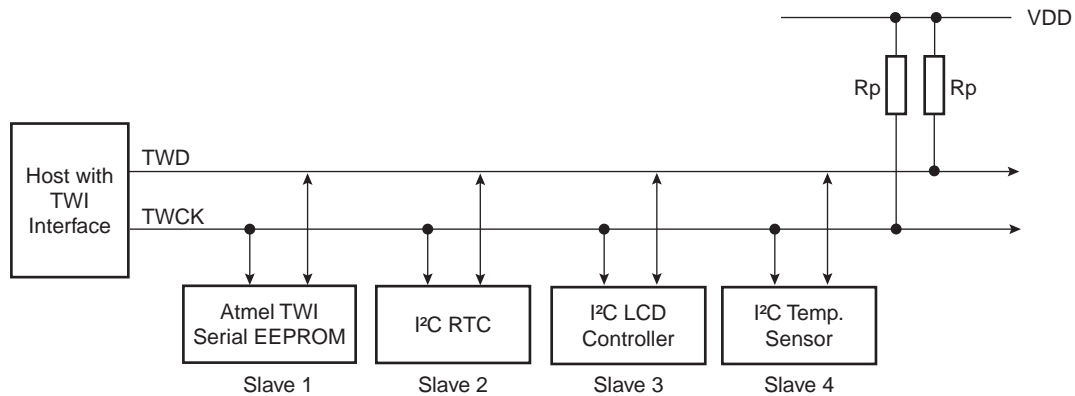 VDD
Rp
Rp
Host with
TWI
Interface
TWD
TWCK
Atmel TWI
Serial EEPROM
I²C RTC
I²C LCD
Controller
I²C Temp.
Sensor
Slave 1
Slave 2
Slave 3
Slave 4